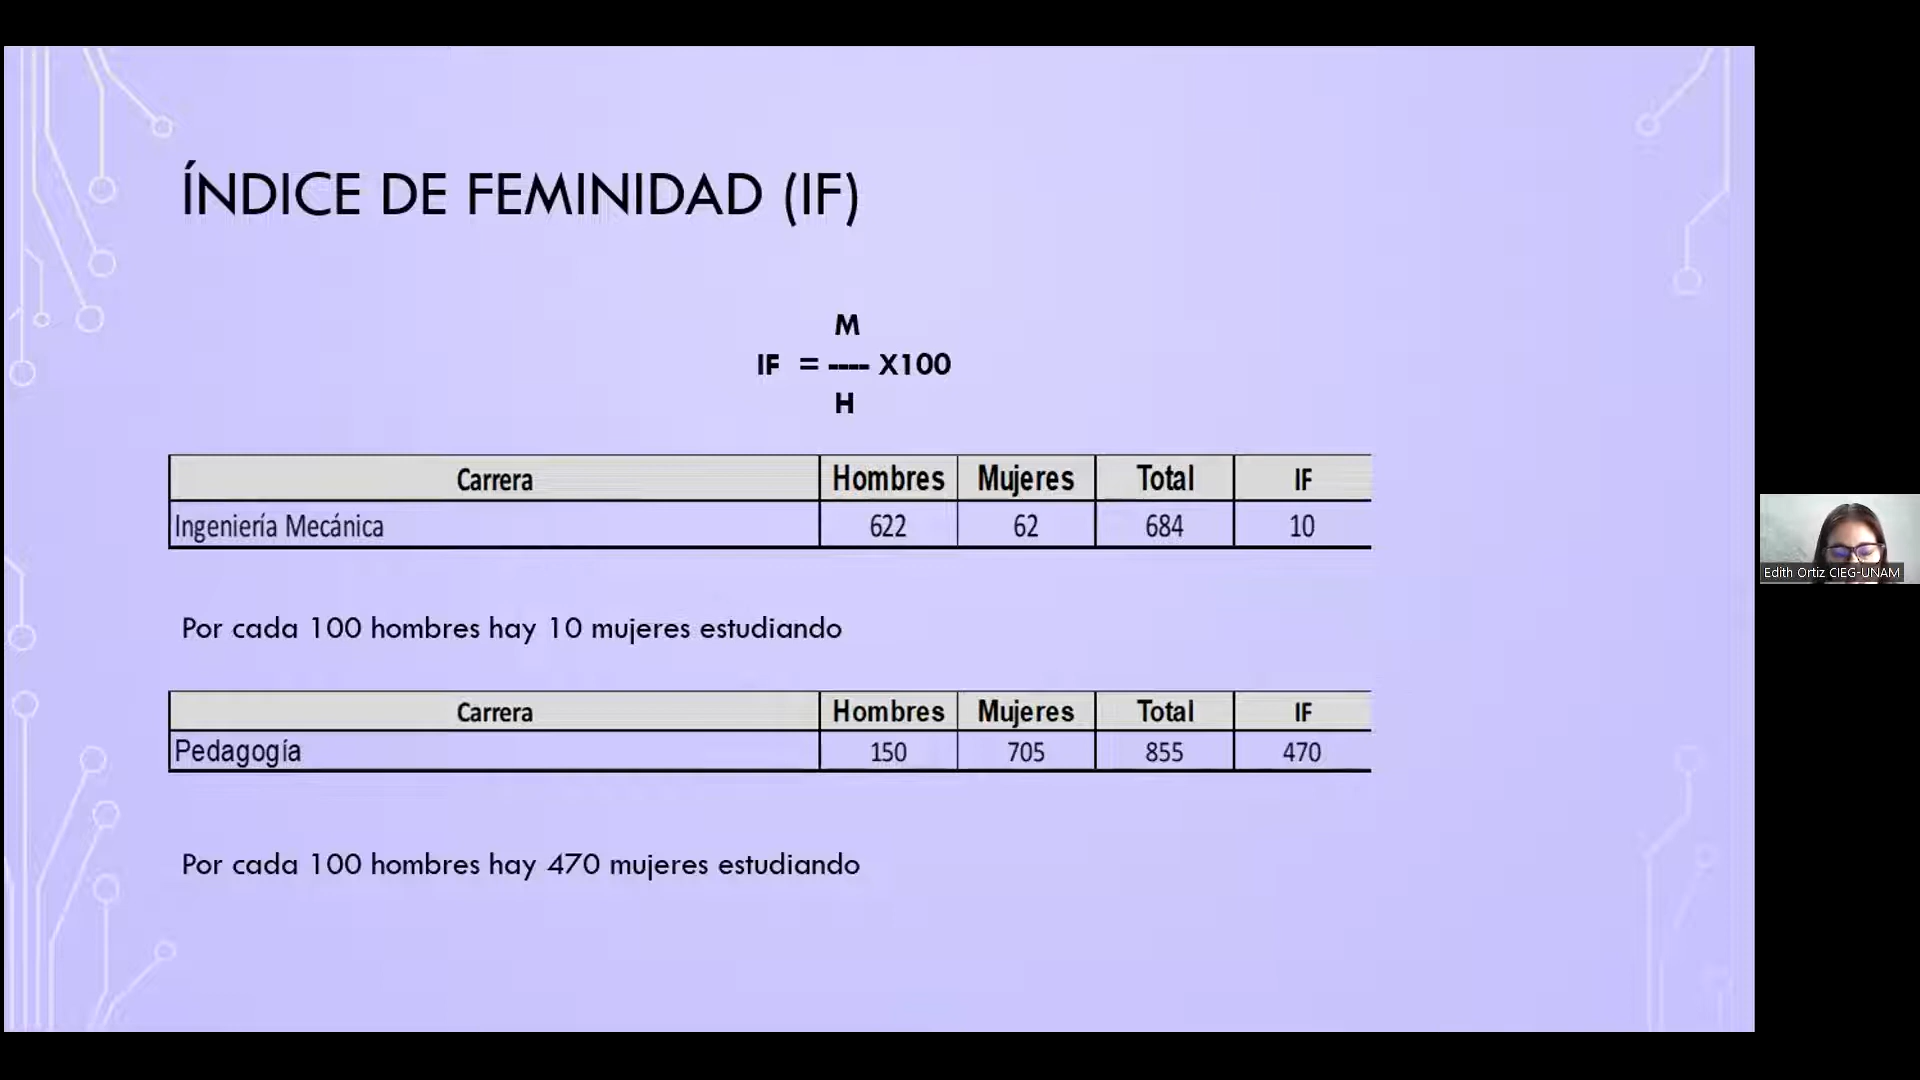 ÍNDICE DE FEMINIDAD (IF)
M
IF = ---- X100
H
Carrera Hombres Mujeres Total IF
Ingeniería Mecánica 622 62 684 10
Por cada 100 hombres hay 10 mujeres estudiando
Carrera Hombres Mujeres Total IF
Pedagogía 150 705 855 470
Por cada 100 hombres hay 470 mujeres estudiando
Edith Ortiz CIEG-UNAM